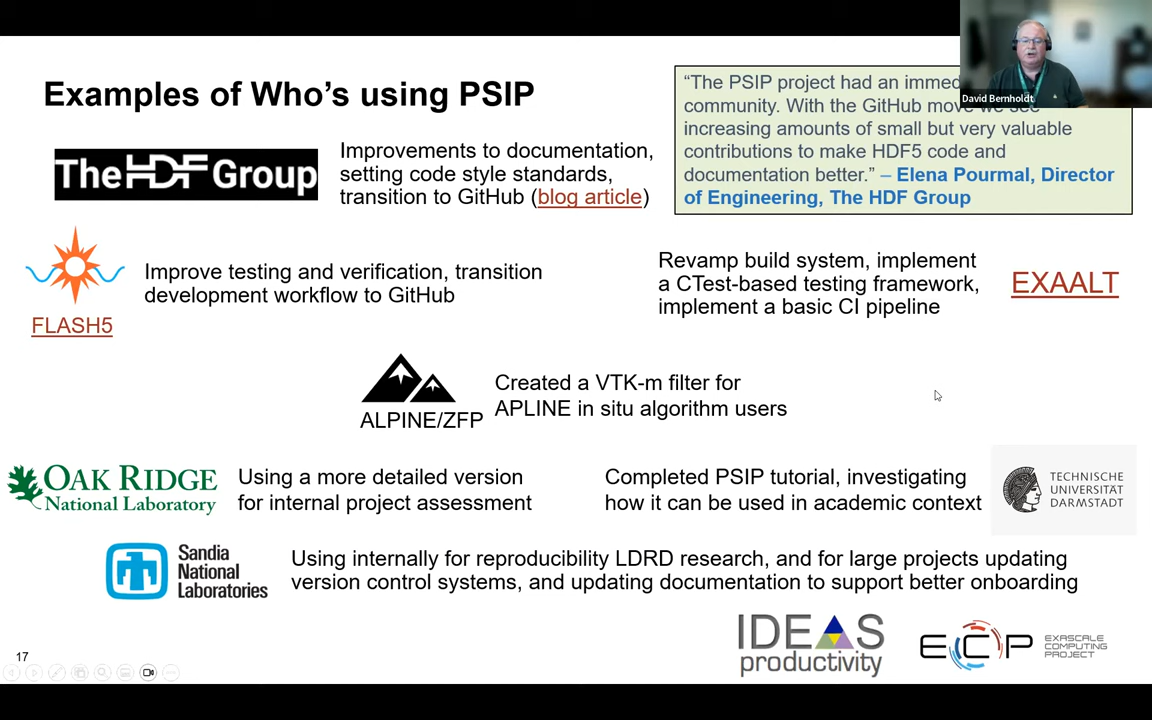 Examples of Who's using PSIP
David Bernholdt
"The PSIP project had an
community. With the GitHub move we see
increasing amounts of small but very valuable
contributions to make HDF5 code and
documentation better." – Elena Pourmal, Director
of Engineering, The HDF Group
The HDF Group
Improvements to documentation,
setting code style standards,
transition to GitHub (blog article)
FLASH5
Improve testing and verification, transition
development workflow to GitHub
Revamp build system, implement
a CTest-based testing framework,
implement a basic CI pipeline
EXAALT
ALPINE/ZFP
Created a VTK-m filter for
APLINE in situ algorithm users
OAK RIDGE
National Laboratory
Using a more detailed version
for internal project assessment
Completed PSIP tutorial, investigating
how it can be used in academic context
TECHNISCHE
UNIVERSITÄT
DARMSTADT
Sandia
National
Laboratories
Using internally for reproducibility LDRD research, and for large projects updating
version control systems, and updating documentation to support better onboarding
IDEAS
productivity
ECP
EXASCALE
COMPUTING
PROJECT
17